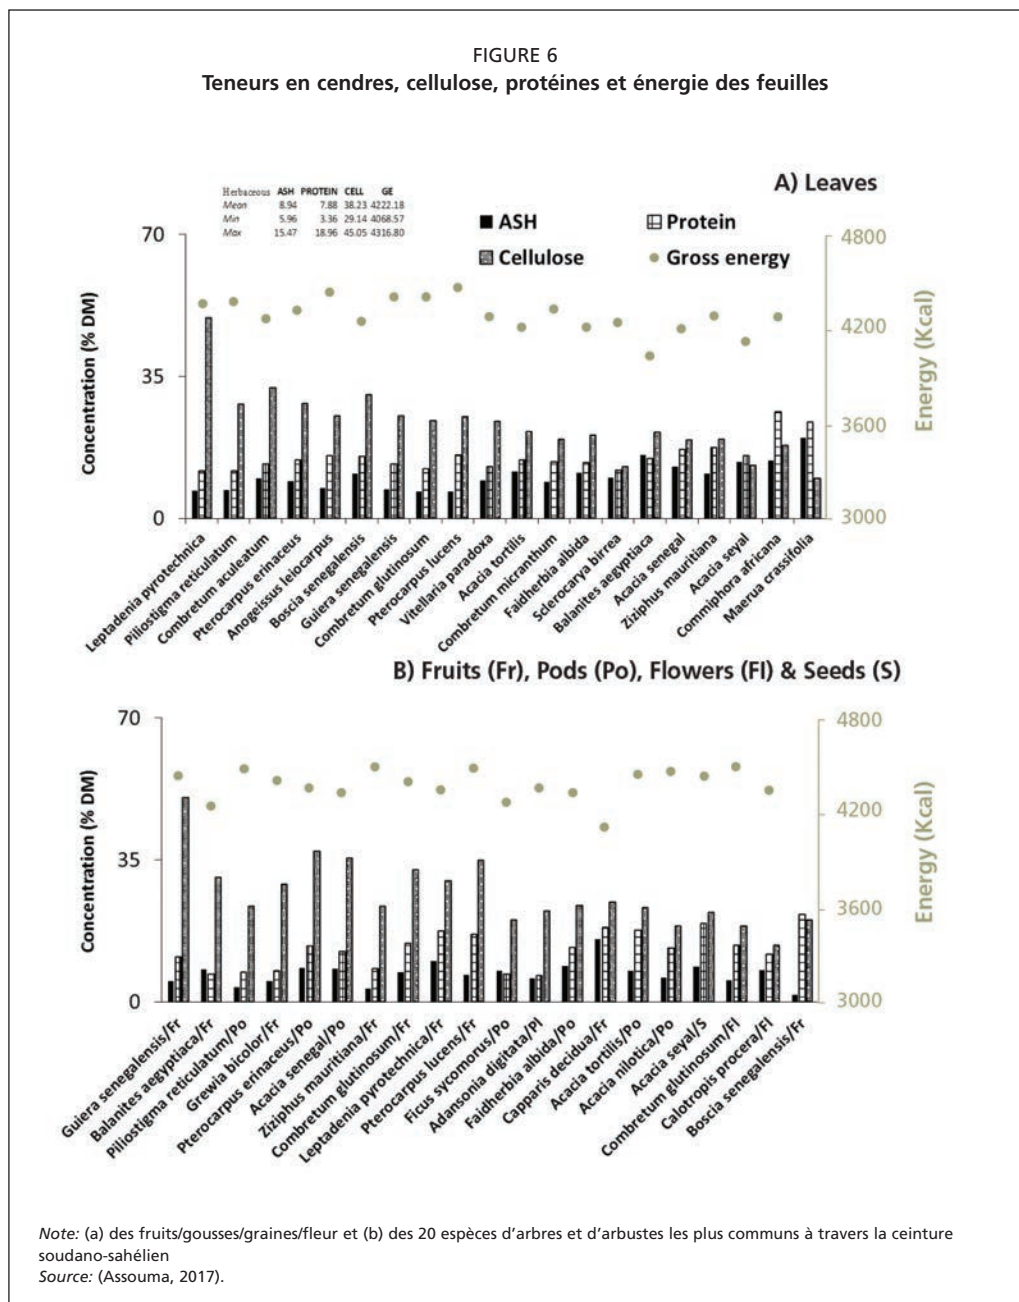 FIGURE 6
Teneurs en cendres, cellulose, protéines et énergie des feuilles
A) Leaves
Herbaceous ASH PROTEIN CELL GE
Mean 8.94 7.88 38.23 4222.18
Min 5.96 3.36 29.14 4068.57
Max 15.47 18.96 45.05 4316.80
ASH Protein
Cellulose Gross energy
Concentration (% DM)
70
35
0
4800
4200
3600
3000
Energy (Kcal)
Leptadenia pyrotechnica
Piliostigma reticulatum
Combretum aculeatum
Pterocarpus erinaceus
Anogeissus leiocarpus
Boscia senegalensis
Guiera senegalensis
Combretum glutinosum
Pterocarpus lucens
Vitellaria paradoxa
Acacia tortilis
Combretum micranthum
Faidherbia albida
Sclerocarya birrea
Balanites aegyptiaca
Acacia senegal
Ziziphus mauritiana
Acacia seyal
Commiphora africana
Maerua crassifolia
B) Fruits (Fr), Pods (Po), Flowers (Fl) & Seeds (S)
Concentration (% DM)
70
35
0
4800
4200
3600
3000
Energy (Kcal)
Guiera senegalensis/Fr
Balanites aegyptiaca/Fr
Piliostigma reticulatum/Po
Grewia bicolor/Fr
Pterocarpus erinaceus/Po
Acacia senegal/Po
Ziziphus mauritiana/Fr
Combretum glutinosum/Fr
Leptadenia pyrotechnica/Fr
Pterocarpus lucens/Fr
Ficus sycomorus/Po
Adansonia digitata/Pl
Faidherbia albida/Po
Capparis decidua/Fr
Acacia tortilis/Po
Acacia nilotica/Po
Acacia seyal/S
Combretum glutinosum/Fl
Calotropis procera/Fl
Boscia senegalensis/Fr
Note: (a) des fruits/gousses/graines/fleur et (b) des 20 espèces d'arbres et d'arbustes les plus communs à travers la ceinture
soudano-sahélien
Source: (Assouma, 2017).